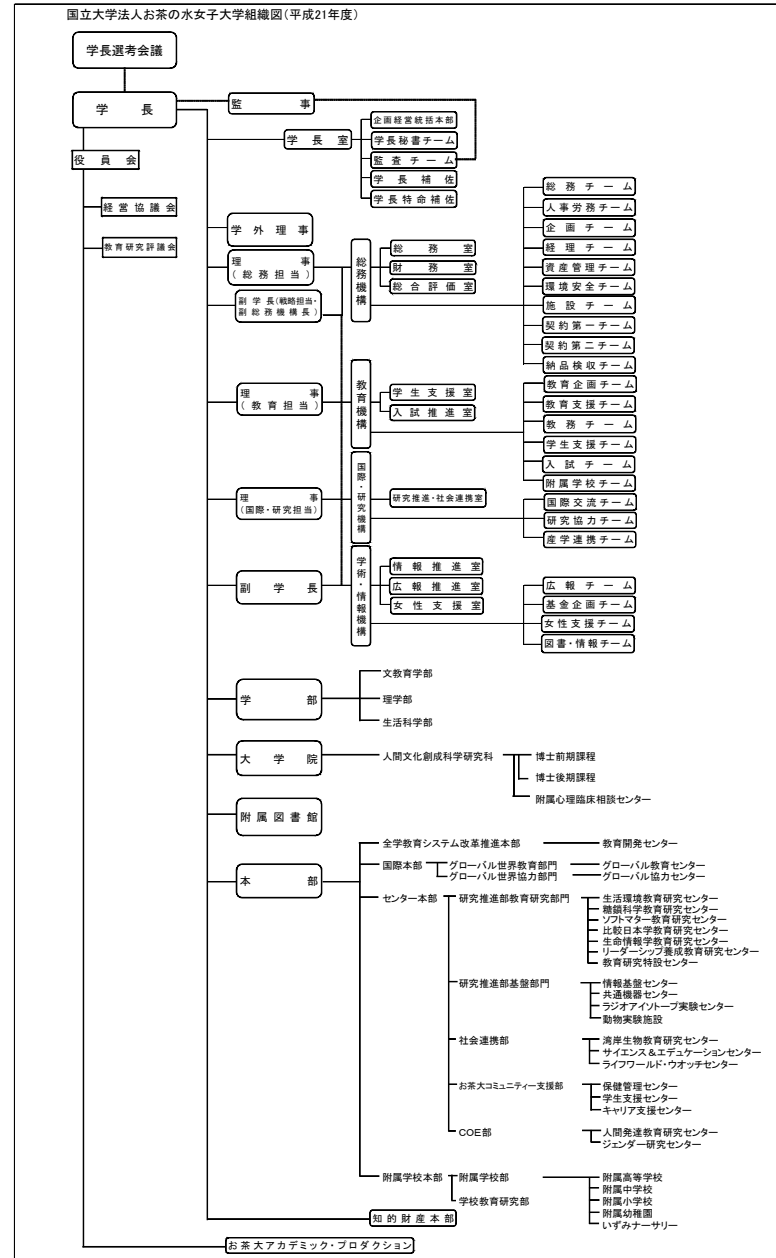 国立大学法人お茶の水女子大学組織図(平成21年度)
学長選考会議
学長
監事
企画経営統括本部
学長室
学長秘書チーム
監査チーム
学長補佐
学長特命補佐
役員会
経営協議会
教育研究評議会
学外理事
理事
(総務担当)
副学長(戦略担当・
副総務機構長)
総務機構
総務室
財務室
総合評価室
総務チーム
人事労務チーム
企画チーム
経理チーム
資産管理チーム
環境安全チーム
施設チーム
契約第一チーム
契約第二チーム
納品検収チーム
理事
(教育担当)
教育機構
学生支援室
入試推進室
教育企画チーム
教育支援チーム
教務チーム
学生支援チーム
入試チーム
附属学校チーム
理事
(国際・研究担当)
国際・研究機構
研究推進・社会連携室
国際交流チーム
研究協力チーム
産学連携チーム
副学長
学術・情報機構
情報推進室
広報推進室
女性支援室
広報チーム
基金企画チーム
女性支援チーム
図書・情報チーム
学部
文教育学部
理学部
生活科学部
大学院
人間文化創成科学研究科
博士前期課程
博士後期課程
附属心理臨床相談センター
附属図書館
本部
全学教育システム改革推進本部
教育開発センター
国際本部
グローバル世界教育部門
グローバル教育センター
グローバル世界協力部門
グローバル協力センター
センター本部
研究推進部教育研究部門
生活環境教育研究センター
糖鎖科学教育研究センター
ソフトマター教育研究センター
比較日本学教育研究センター
生命情報学教育研究センター
リーダーシップ養成教育研究センター
教育研究特設センター
研究推進部基盤部門
情報基盤センター
共通機器センター
ラジオアイソトープ実験センター
動物実験施設
社会連携部
湾岸生物教育研究センター
サイエンス&エデュケーションセンター
ライフワールド・ウオッチセンター
お茶大コミュニティー支援部
保健管理センター
学生支援センター
キャリア支援センター
COE部
人間発達教育研究センター
ジェンダー研究センター
附属学校本部
附属学校部
学校教育研究部
附属高等学校
附属中学校
附属小学校
附属幼稚園
いずみナーサリー
知的財産本部
お茶大アカデミック・プロダクション